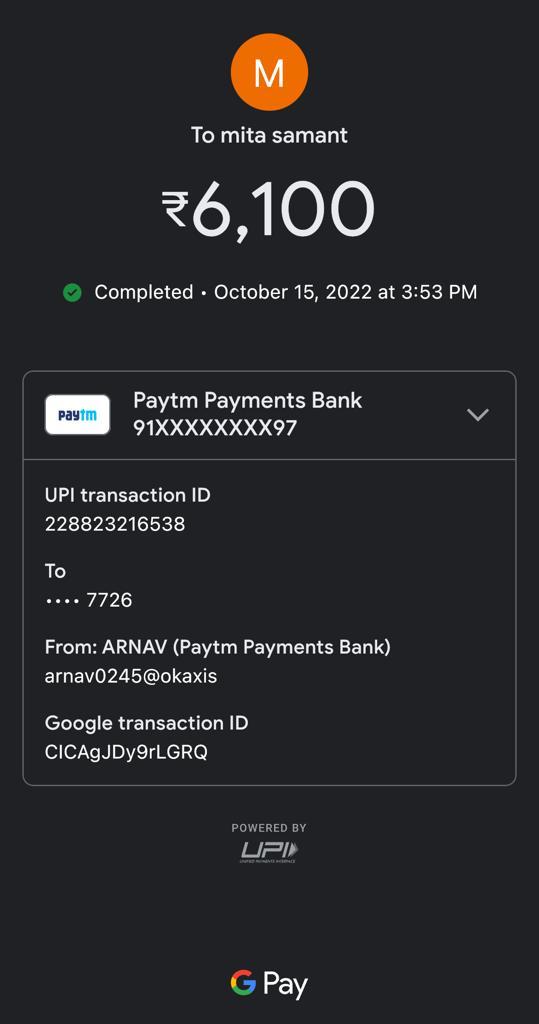 M
To mita samant
₹6,100
Completed • October 15, 2022 at 3:53 PM
paytm
Paytm Payments Bank
91XXXXXXXX97
UPI transaction ID
228823216538
To
•••• 7726
From: ARNAV (Paytm Payments Bank)
arnav0245@okaxis
Google transaction ID
CICAgJDy9rLGRQ
POWERED BY
UPI
UNIFIED PAYMENTS INTERFACE
G Pay